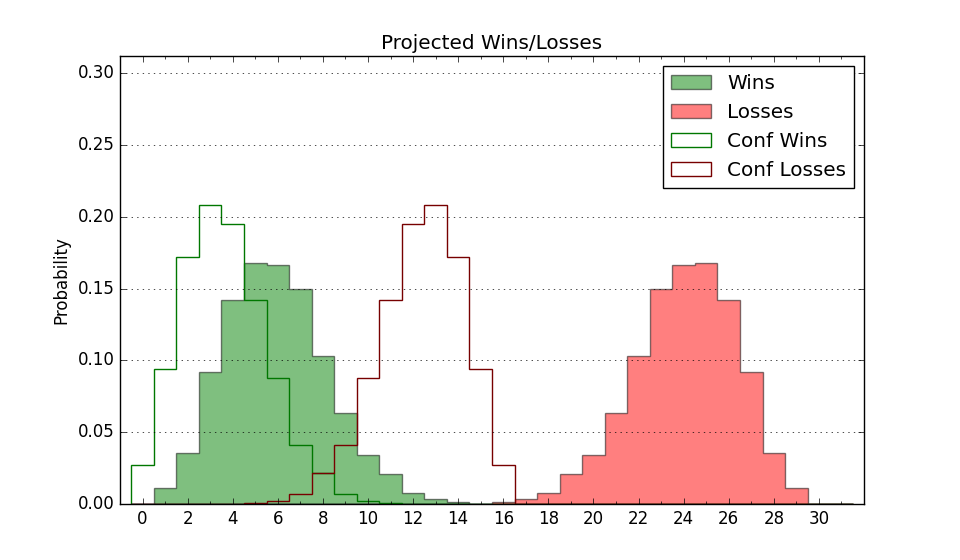 Projected Wins/Losses
0.30
0.25
0.20
0.15
0.10
0.05
0.00
Probability
Wins
Losses
Conf Wins
Conf Losses
0 2 4 6 8 10 12 14 16 18 20 22 24 26 28 30